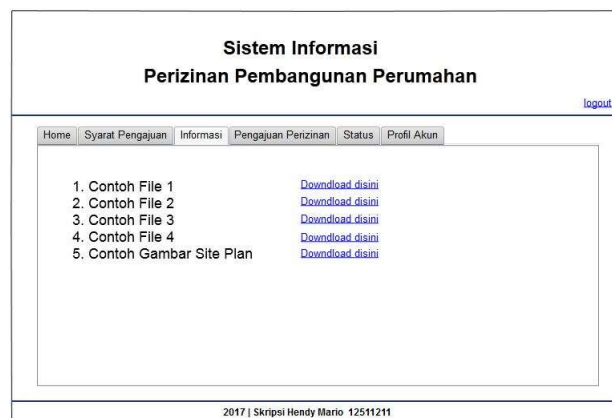 Sistem Informasi
Perizinan Pembangunan Perumahan
logout
Home Syarat Pengajuan Informasi Pengajuan Perizinan Status Profil Akun
1. Contoh File 1 Downdload disini
2. Contoh File 2 Downdload disini
3. Contoh File 3 Downdload disini
4. Contoh File 4 Downdload disini
5. Contoh Gambar Site Plan Downdload disini
2017 | Skripsi Hendy Mario 12511211